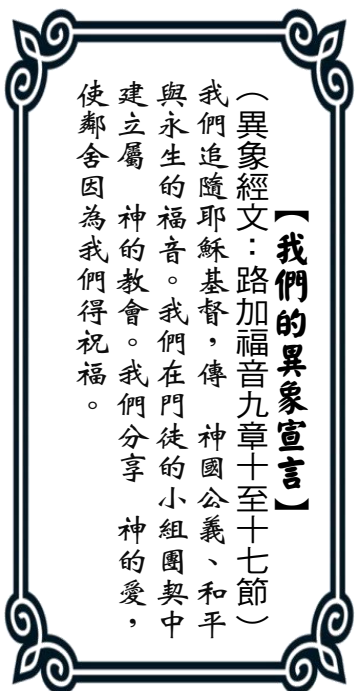 【我們的異象宣言】
（異象經文：路加福音九章十至十七節）
我們追隨耶穌基督，傳　神國公義、和平
與永生的福音。我們在門徒的小組團契中
建立屬　神的教會。我們分享　神的愛，
使鄰舍因為我們得祝福。